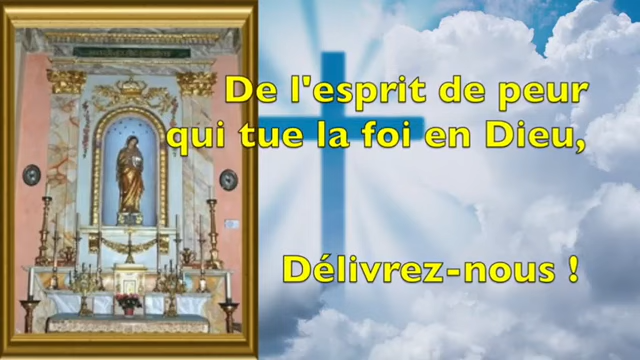 De l'esprit de peur
qui tue la foi en Dieu,
Délivrez-nous !